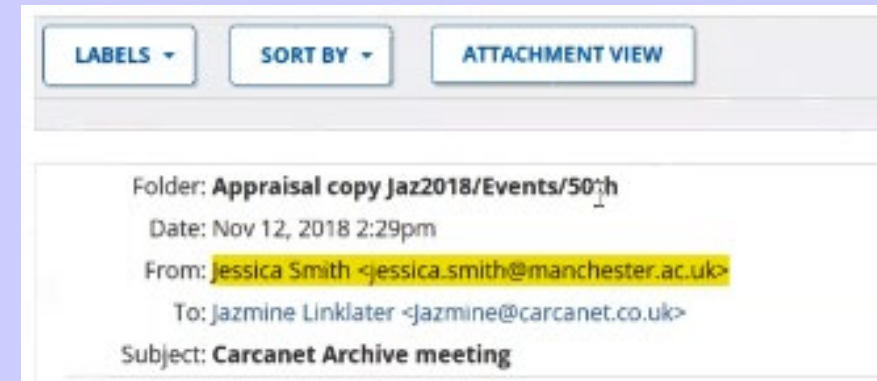 LABELS SORT BY ATTACHMENT VIEW
Folder: Appraisal copy Jaz2018/Events/50th
Date: Nov 12, 2018 2:29pm
From: Jessica Smith <jessica.smith@manchester.ac.uk>
To: Jazmine Linklater <Jazmine@carcanet.co.uk>
Subject: Carcanet Archive meeting